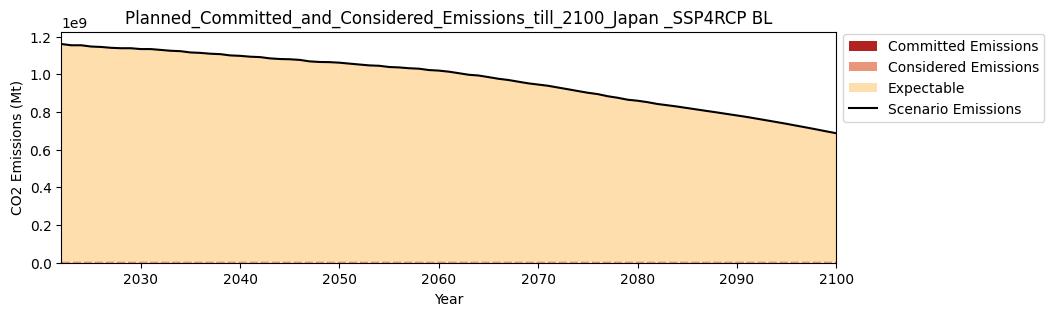 Planned_Committed_and_Considered_Emissions_till_2100_Japan _SSP4RCP BL
1e9
1.2
1.0
0.8
0.6
0.4
0.2
0.0
CO2 Emissions (Mt)
2030 2040 2050 2060 2070 2080 2090 2100
Year
Committed Emissions
Considered Emissions
Expectable
Scenario Emissions